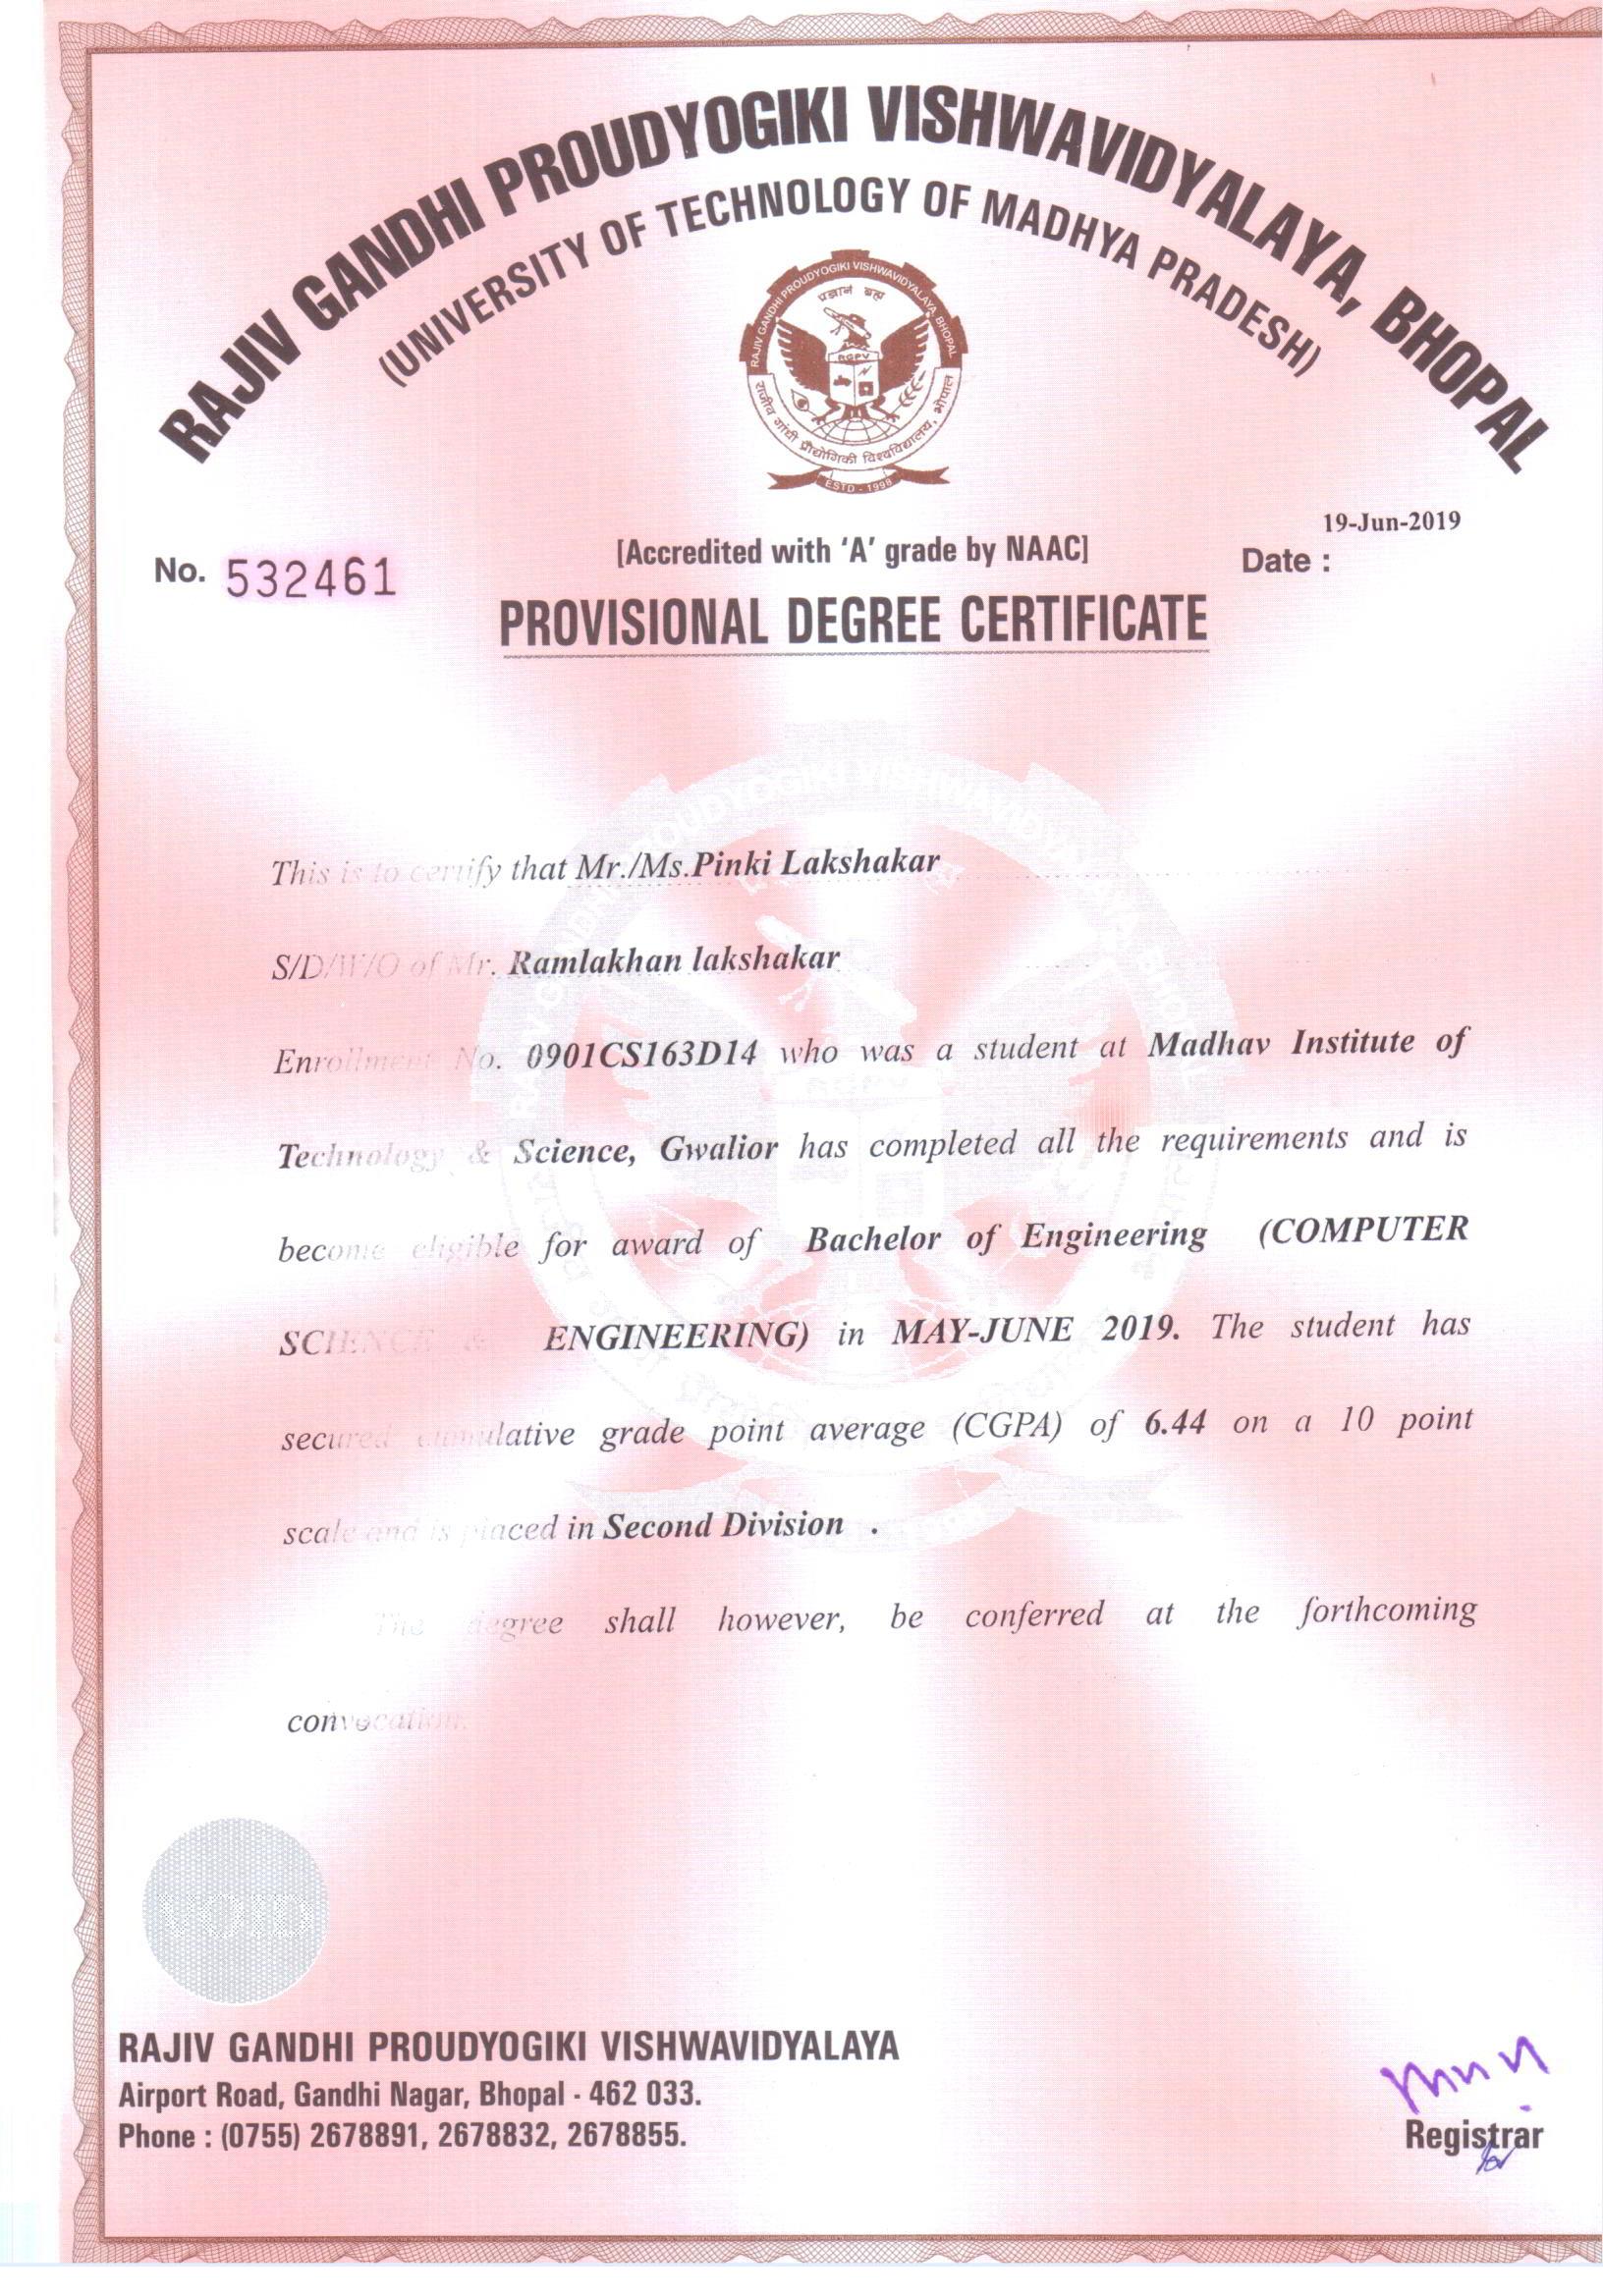 RAJIV GANDHI PROUDYOGIKI VISHWAVIDYALAYA, BHOPAL
(UNIVERSITY OF TECHNOLOGY OF MADHYA PRADESH)
RAJIV GANDHI PROUDYOGIKI VISHWAVIDYALAYA, BHOPAL
प्रज्ञानं ब्रह्म
RGPV
राजीव गांधी प्रौद्योगिकी विश्वविद्यालय, भोपाल
ESTD - 1998
19-Jun-2019
[Accredited with ‘A’ grade by NAAC]
Date :
No. 532461
PROVISIONAL DEGREE CERTIFICATE
This is to certify that Mr./Ms.Pinki Lakshakar
S/D/W/O of Mr. Ramlakhan lakshakar
Enrollment No. 0901CS163D14 who was a student at Madhav Institute of
Technology & Science, Gwalior has completed all the requirements and is
become eligible for award of Bachelor of Engineering (COMPUTER
SCIENCE & ENGINEERING) in MAY-JUNE 2019. The student has
secured cumulative grade point average (CGPA) of 6.44 on a 10 point
scale and is placed in Second Division .
The degree shall however, be conferred at the forthcoming
convocation.
VOID
RAJIV GANDHI PROUDYOGIKI VISHWAVIDYALAYA
Airport Road, Gandhi Nagar, Bhopal - 462 033.
Phone : (0755) 2678891, 2678832, 2678855.
Registrar